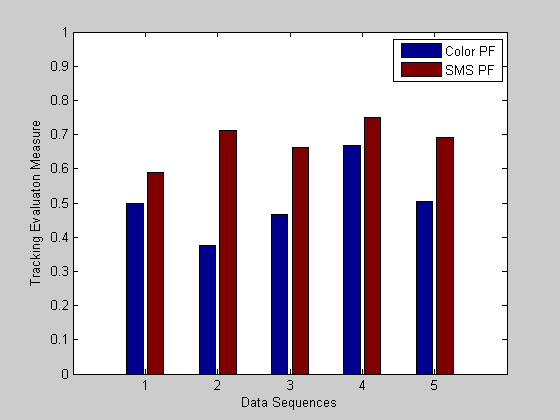 Color PF
SMS PF
1
0.9
0.8
0.7
0.6
0.5
0.4
0.3
0.2
0.1
0
Tracking Evaluaton Measure
1 2 3 4 5
Data Sequences